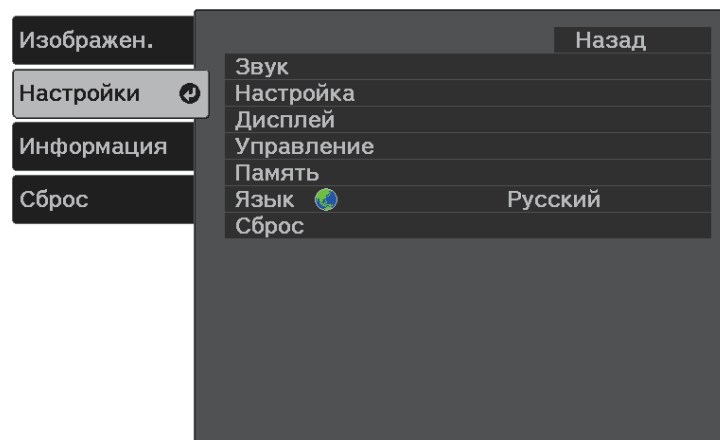 Изображен.
Настройки
Информация
Сброс
Назад
Звук
Настройка
Дисплей
Управление
Память
Язык Русский
Сброс